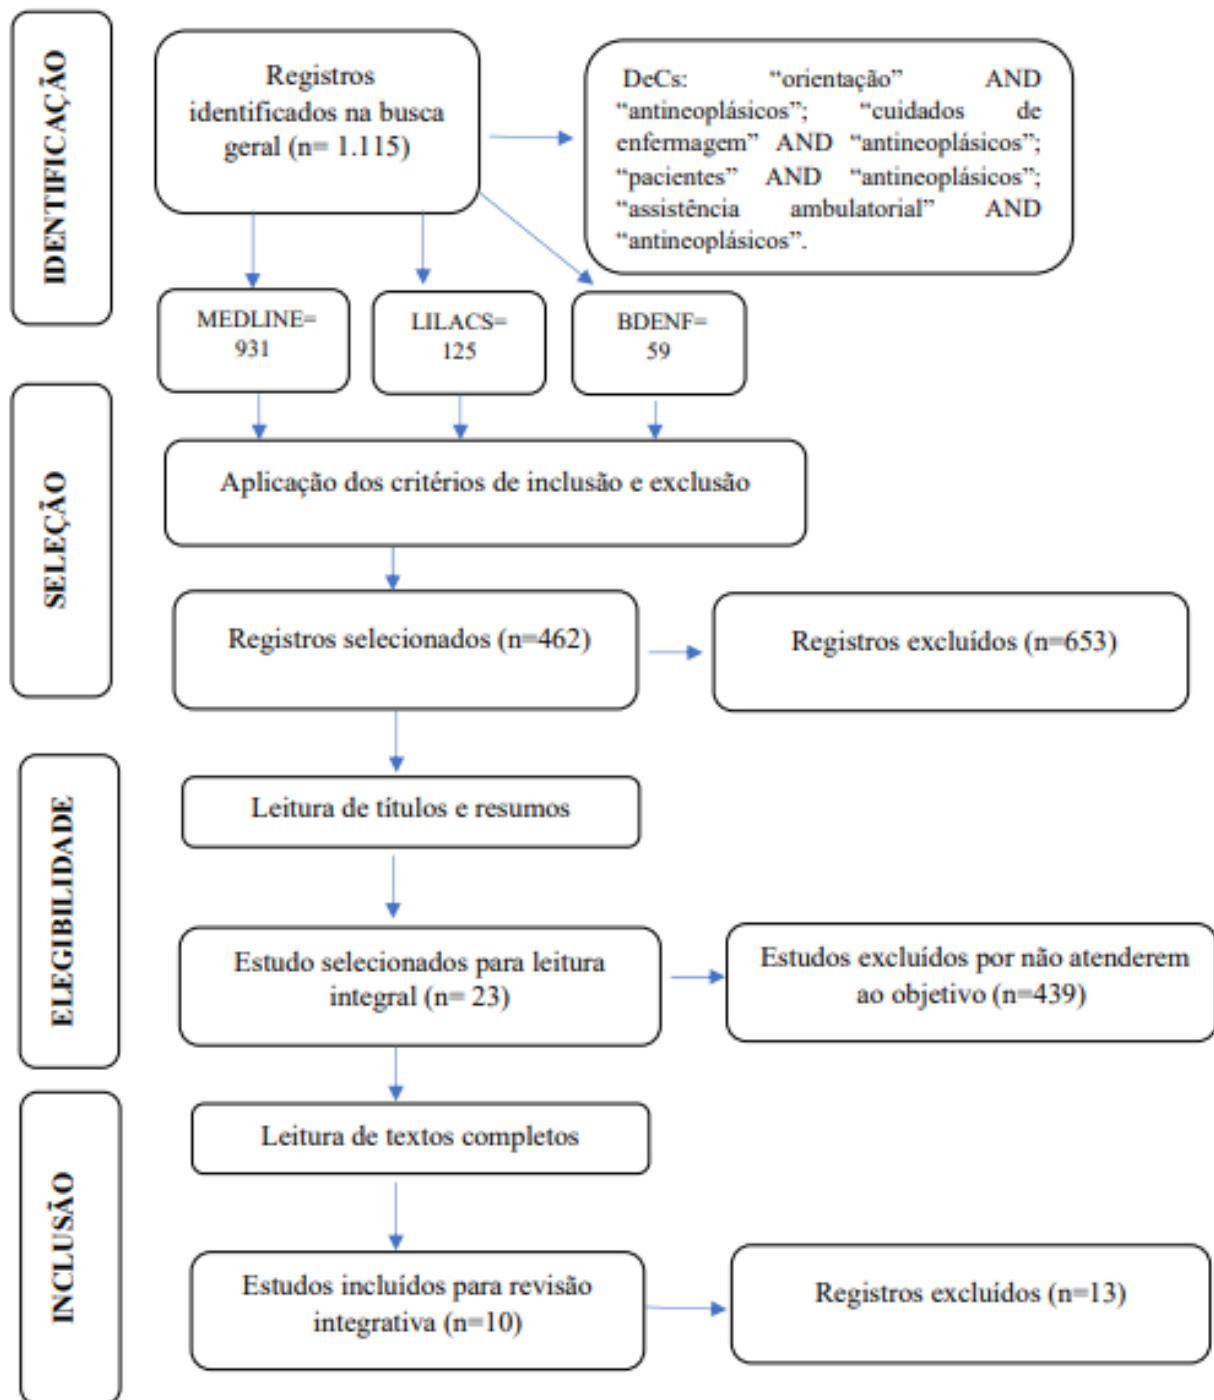 IDENTIFICAÇÃO
Registros
identificados na busca
geral (n= 1.115)
DeCs: “orientação” AND
“antineoplásicos”; “cuidados de
enfermagem” AND “antineoplásicos”;
“pacientes” AND “antineoplásicos”;
“assistência ambulatorial” AND
“antineoplásicos”.
MEDLINE=
931
LILACS=
125
BDENF=
59
SELEÇÃO
Aplicação dos critérios de inclusão e exclusão
Registros selecionados (n=462)
Registros excluídos (n=653)
ELEGIBILIDADE
Leitura de títulos e resumos
Estudo selecionados para leitura
integral (n= 23)
Estudos excluídos por não atenderem
ao objetivo (n=439)
INCLUSÃO
Leitura de textos completos
Estudos incluídos para revisão
integrativa (n=10)
Registros excluídos (n=13)